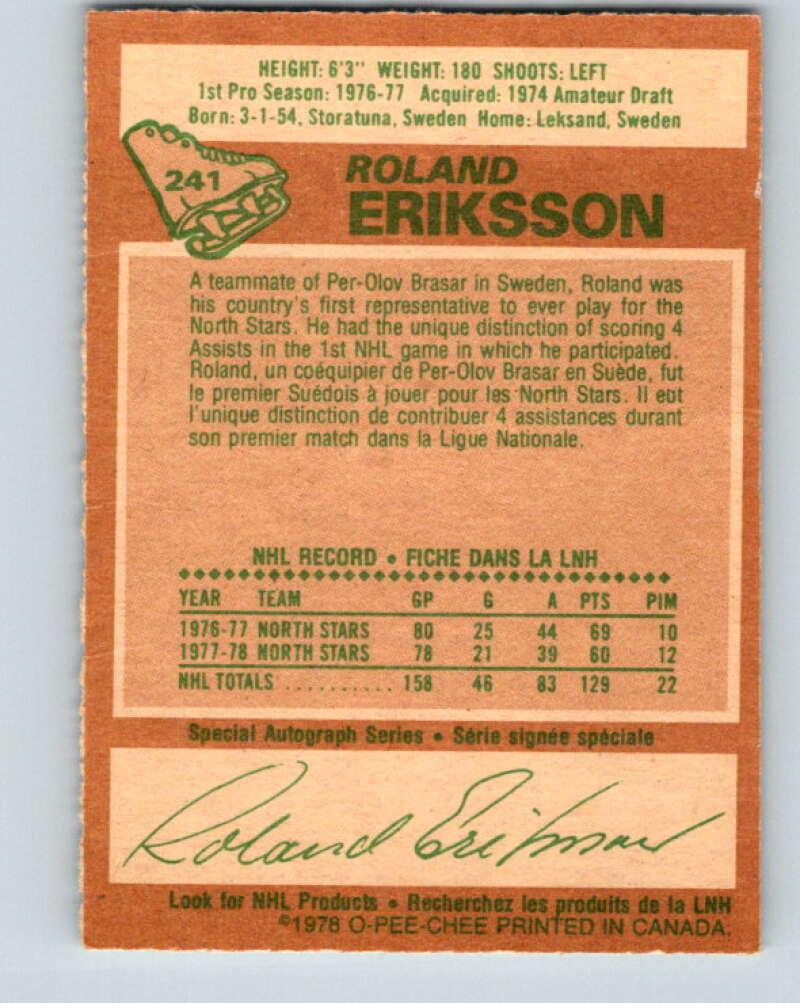 HEIGHT: 6'3" WEIGHT: 180 SHOOTS: LEFT
1st Pro Season: 1976-77 Acquired: 1974 Amateur Draft
Born: 3-1-54, Storatuna, Sweden Home: Leksand, Sweden
241
ROLAND
ERIKSSON
A teammate of Per-Olov Brasar in Sweden, Roland was
his country's first representative to ever play for the
North Stars. He had the unique distinction of scoring 4
Assists in the 1st NHL game in which he participated.
Roland, un coéquipier de Per-Olov Brasar en Suède, fut
le premier Suédois à jouer pour les North Stars. Il eut
l'unique distinction de contribuer 4 assistances durant
son premier match dans la Ligue Nationale.
NHL RECORD • FICHE DANS LA LNH
YEAR TEAM GP G A PTS PIM
1976-77 NORTH STARS 80 25 44 69 10
1977-78 NORTH STARS 78 21 39 60 12
NHL TOTALS ........... 158 46 83 129 22
Special Autograph Series • Série signée spéciale
Roland Eriksson
Look for NHL Products • Recherchez les produits de la LNH
©1978 O-PEE-CHEE PRINTED IN CANADA.